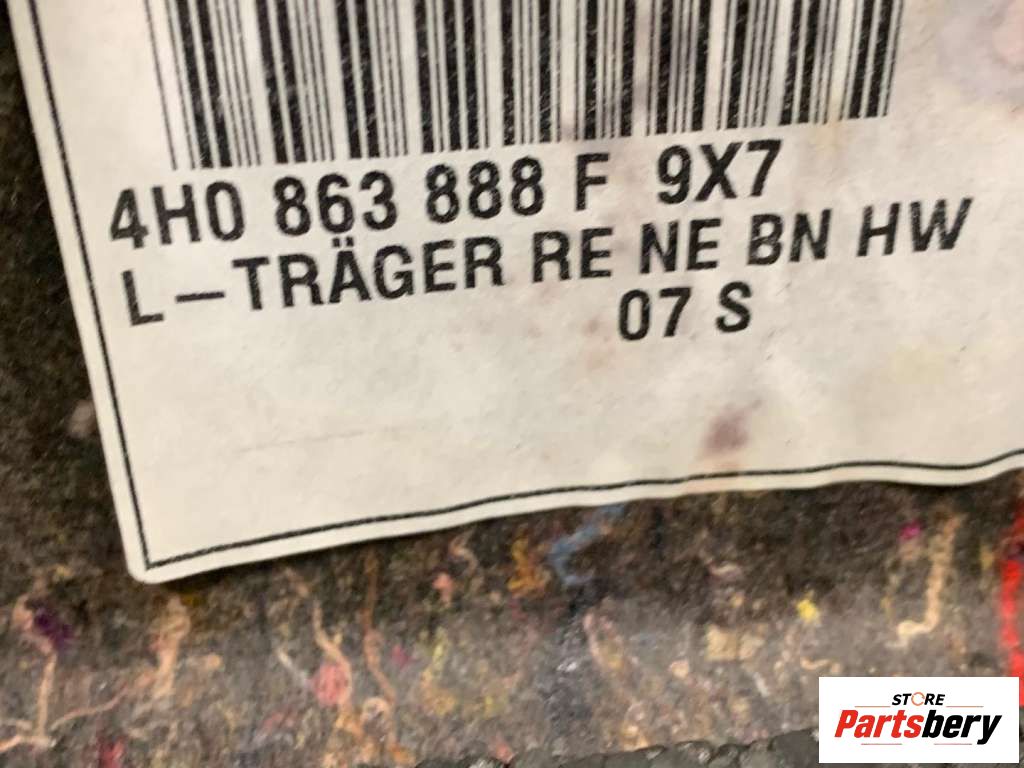 4H0 863 888 F 9X7
L-TRÄGER RE NE BN HW
07 S
STORE
Partsbery